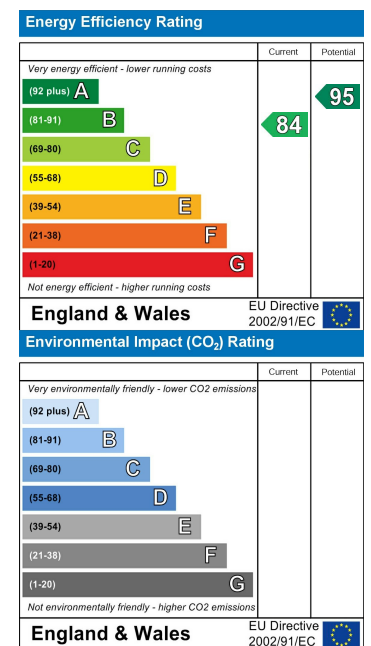 Energy Efficiency Rating
Current Potential
Very energy efficient - lower running costs
(92 plus) A
(81-91) B
(69-80) C
(55-68) D
(39-54) E
(21-38) F
(1-20) G
84
95
Not energy efficient - higher running costs
England & Wales
EU Directive
2002/91/EC
Environmental Impact (CO₂) Rating
Current Potential
Very environmentally friendly - lower CO2 emissions
(92 plus) A
(81-91) B
(69-80) C
(55-68) D
(39-54) E
(21-38) F
(1-20) G
Not environmentally friendly - higher CO2 emissions
England & Wales
EU Directive
2002/91/EC